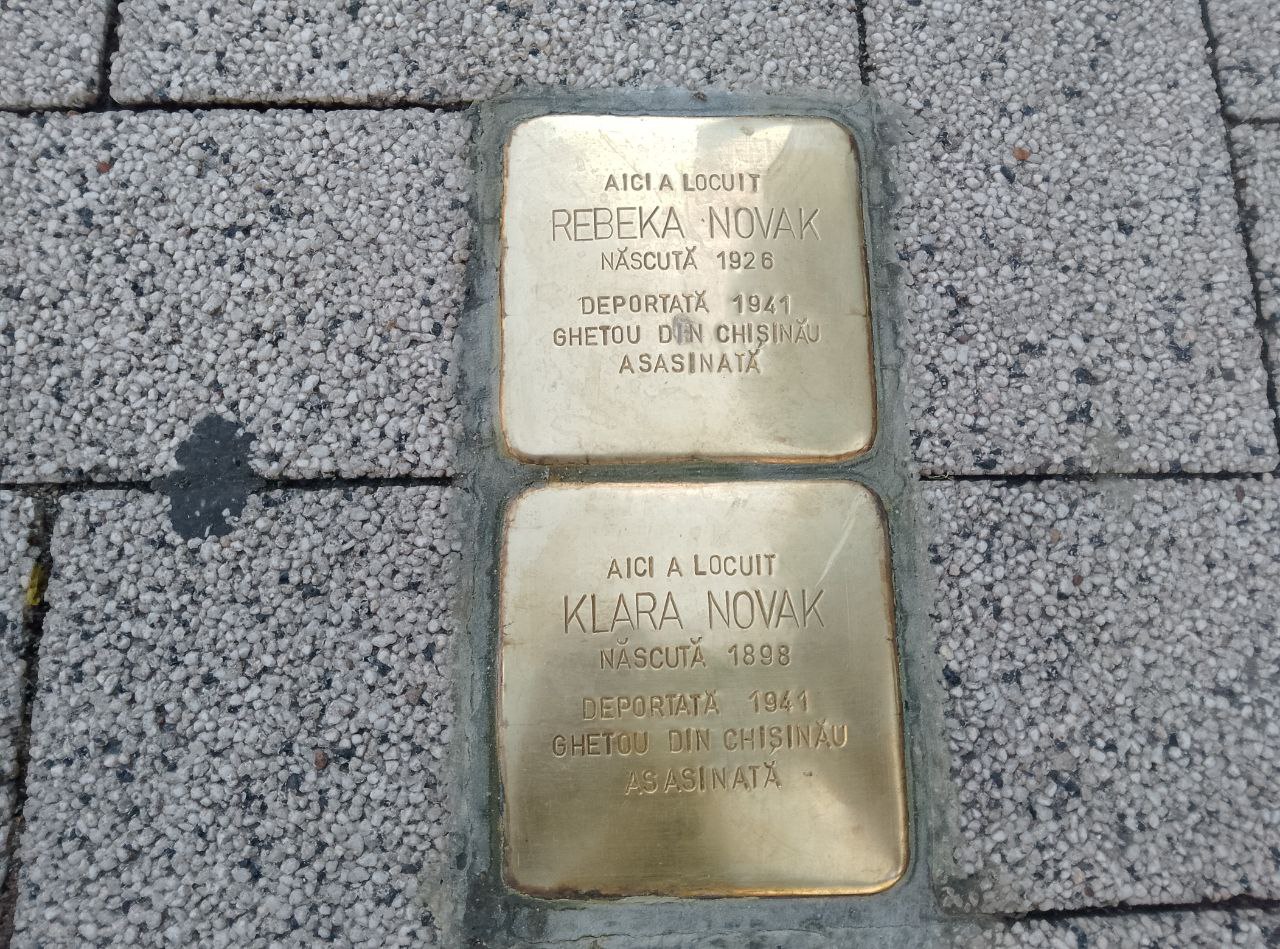 AICI A LOCUIT
REBEKA NOVAK
NĂSCUTĂ 1926
DEPORTATĂ 1941
GHETOU DIN CHIȘINĂU
ASASINATĂ
AICI A LOCUIT
KLARA NOVAK
NĂSCUTĂ 1898
DEPORTATĂ 1941
GHETOU DIN CHIȘINĂU
ASASINATĂ